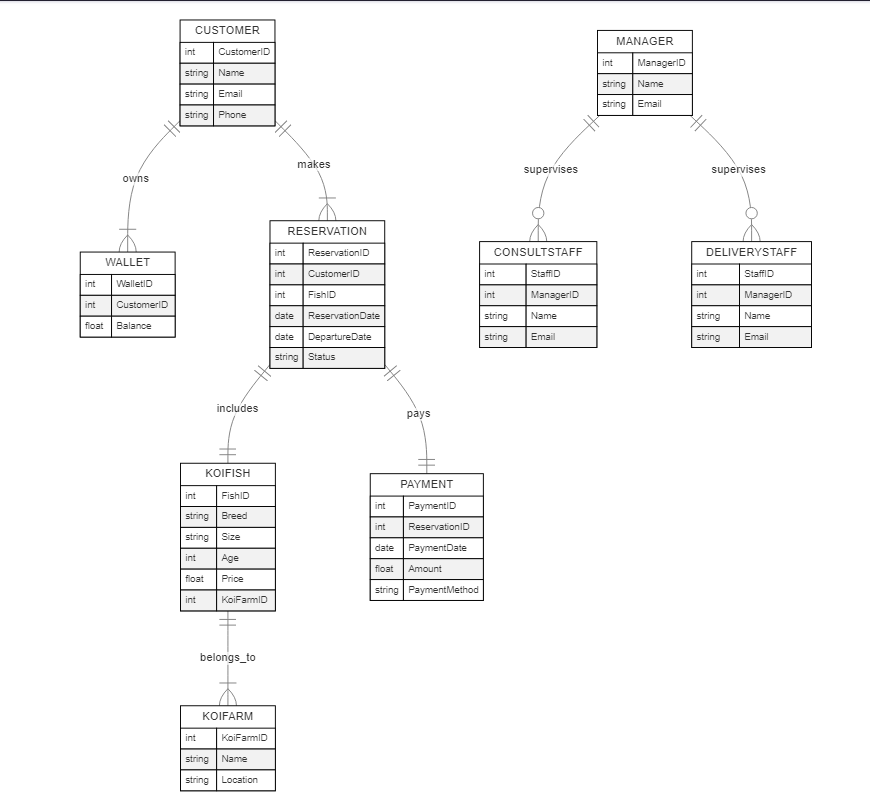 CUSTOMER
int CustomerID
string Name
string Email
string Phone
MANAGER
int ManagerID
string Name
string Email
owns
makes
supervises
supervises
WALLET
int WalletID
int CustomerID
float Balance
RESERVATION
int ReservationID
int CustomerID
int FishID
date ReservationDate
date DepartureDate
string Status
CONSULTSTAFF
int StaffID
int ManagerID
string Name
string Email
DELIVERYSTAFF
int StaffID
int ManagerID
string Name
string Email
includes
pays
KOIFISH
int FishID
string Breed
string Size
int Age
float Price
int KoiFarmID
PAYMENT
int PaymentID
int ReservationID
date PaymentDate
float Amount
string PaymentMethod
belongs_to
KOIFARM
int KoiFarmID
string Name
string Location